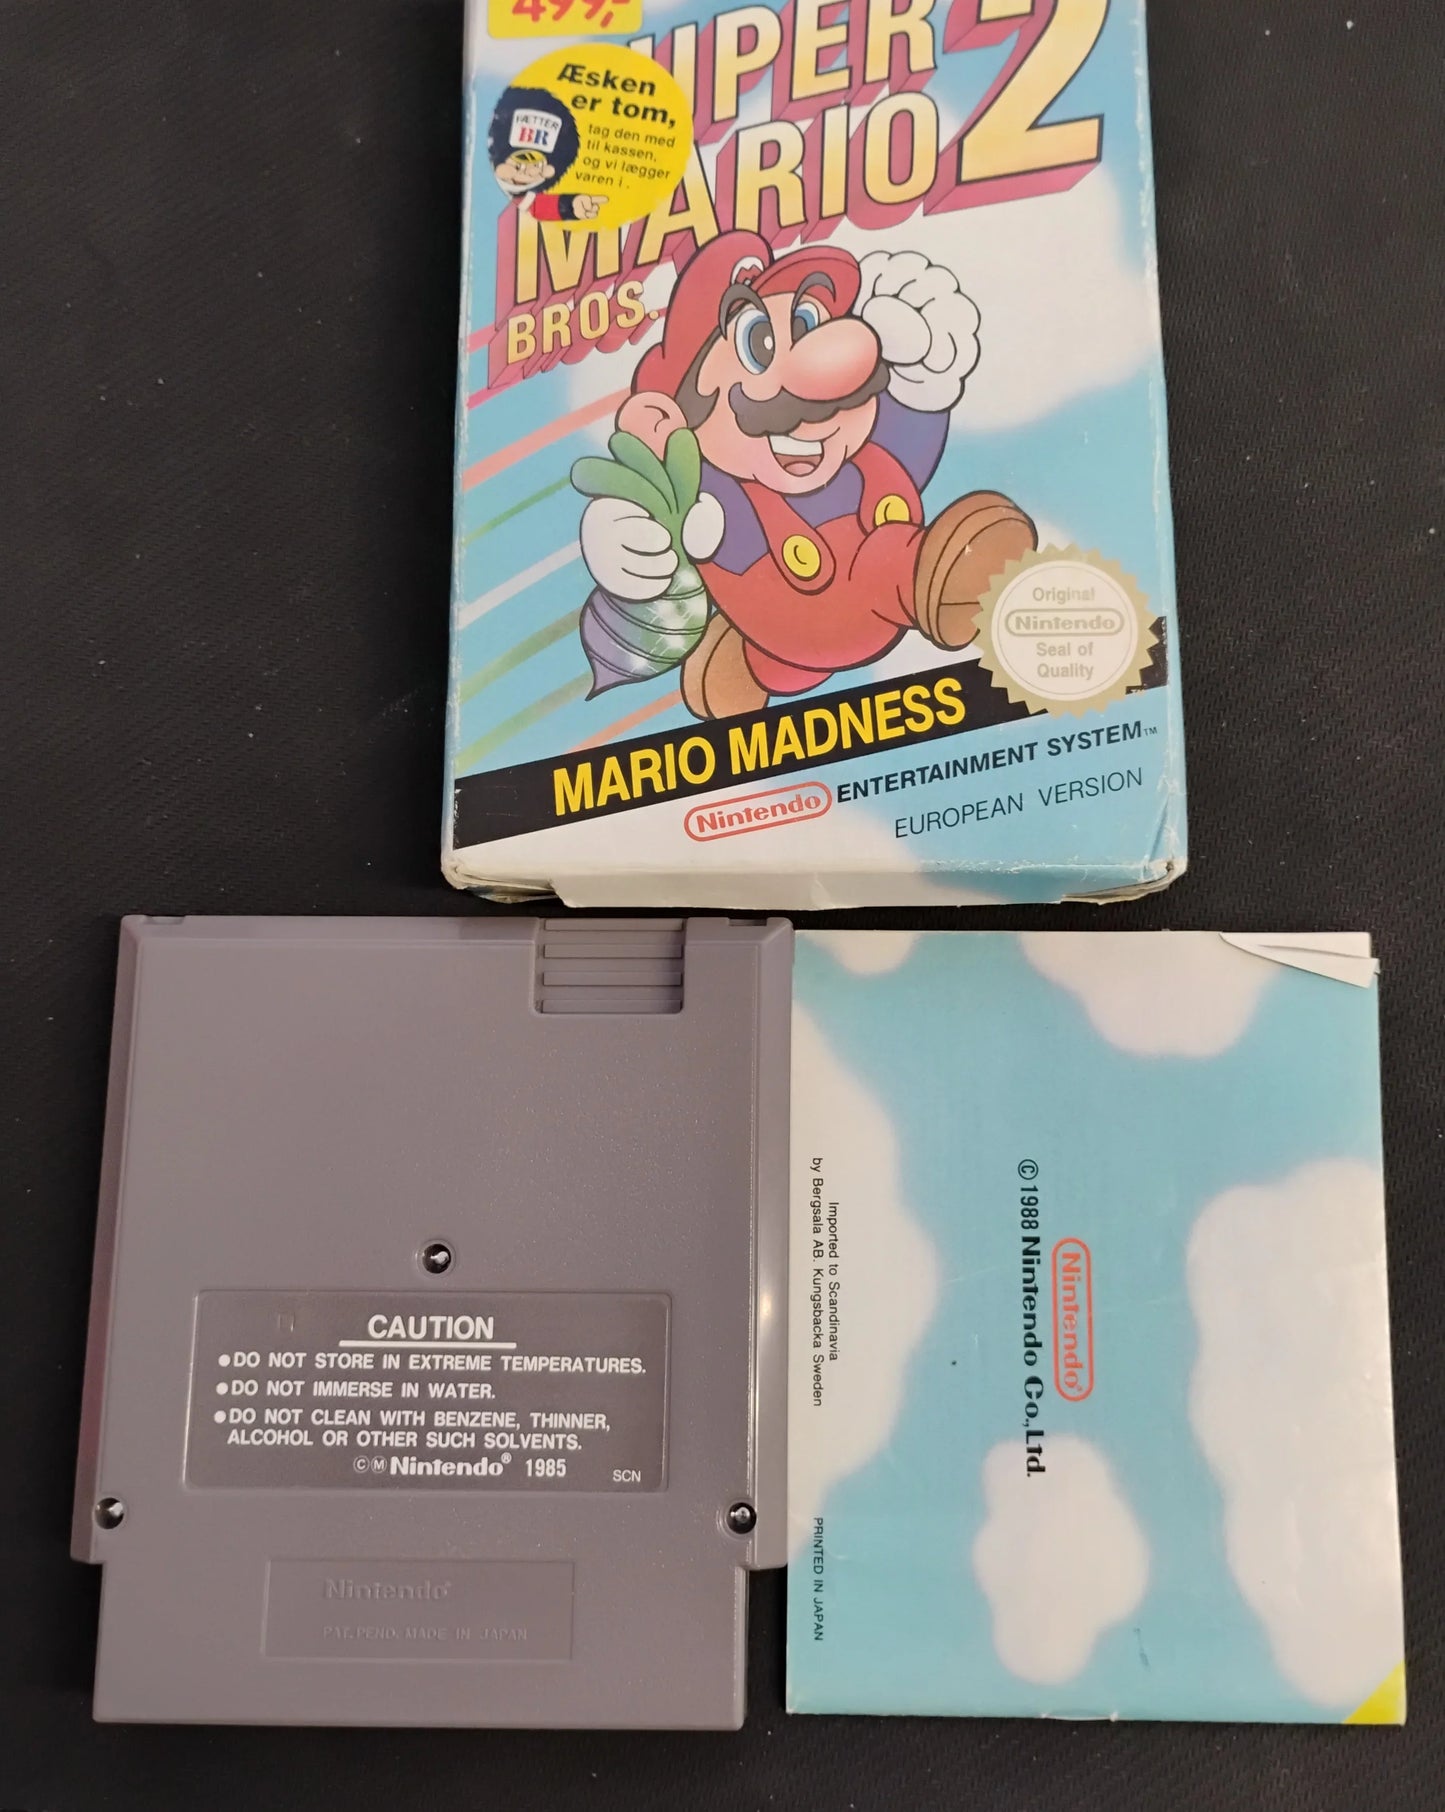 499,-
Æsken
er tom,
tag den med
til kassen,
og vi lægger
varen i.
FÆTTER
BR
SUPER
MARIO
BROS.
2
Original
Nintendo
Seal of
Quality
MARIO MADNESS
Nintendo ENTERTAINMENT SYSTEM™
EUROPEAN VERSION
CAUTION
●DO NOT STORE IN EXTREME TEMPERATURES.
●DO NOT IMMERSE IN WATER.
●DO NOT CLEAN WITH BENZENE, THINNER,
ALCOHOL OR OTHER SUCH SOLVENTS.
ⒸⓂNintendo® 1985 SCN
Nintendo®
PAT. PEND. MADE IN JAPAN
Nintendo®
© 1988 Nintendo Co., Ltd.
Imported to Scandinavia
by Bergsala AB. Kungsbacka Sweden
PRINTED IN JAPAN